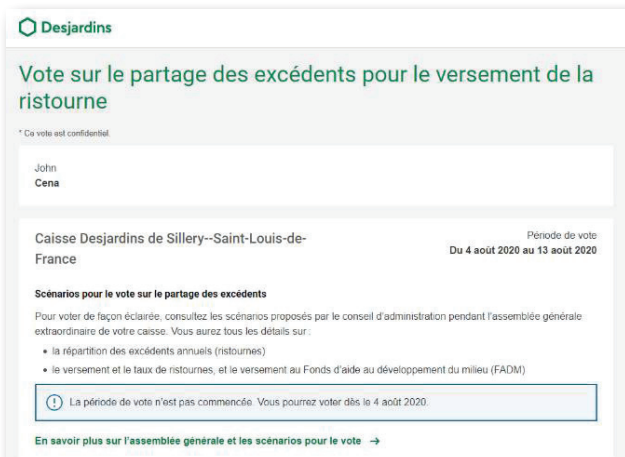 Desjardins
Vote sur le partage des excédents pour le versement de la
ristourne
* Ce vote est confidentiel.
John
Cena
Caisse Desjardins de Sillery--Saint-Louis-de-
France
Période de vote
Du 4 août 2020 au 13 août 2020
Scénarios pour le vote sur le partage des excédents
Pour voter de façon éclairée, consultez les scénarios proposés par le conseil d'administration pendant l'assemblée générale
extraordinaire de votre caisse. Vous aurez tous les détails sur :
• la répartition des excédents annuels (ristournes)
• le versement et le taux de ristournes, et le versement au Fonds d'aide au développement du milieu (FADM)
La période de vote n'est pas commencée. Vous pourrez voter dès le 4 août 2020.
En savoir plus sur l'assemblée générale et les scénarios pour le vote →